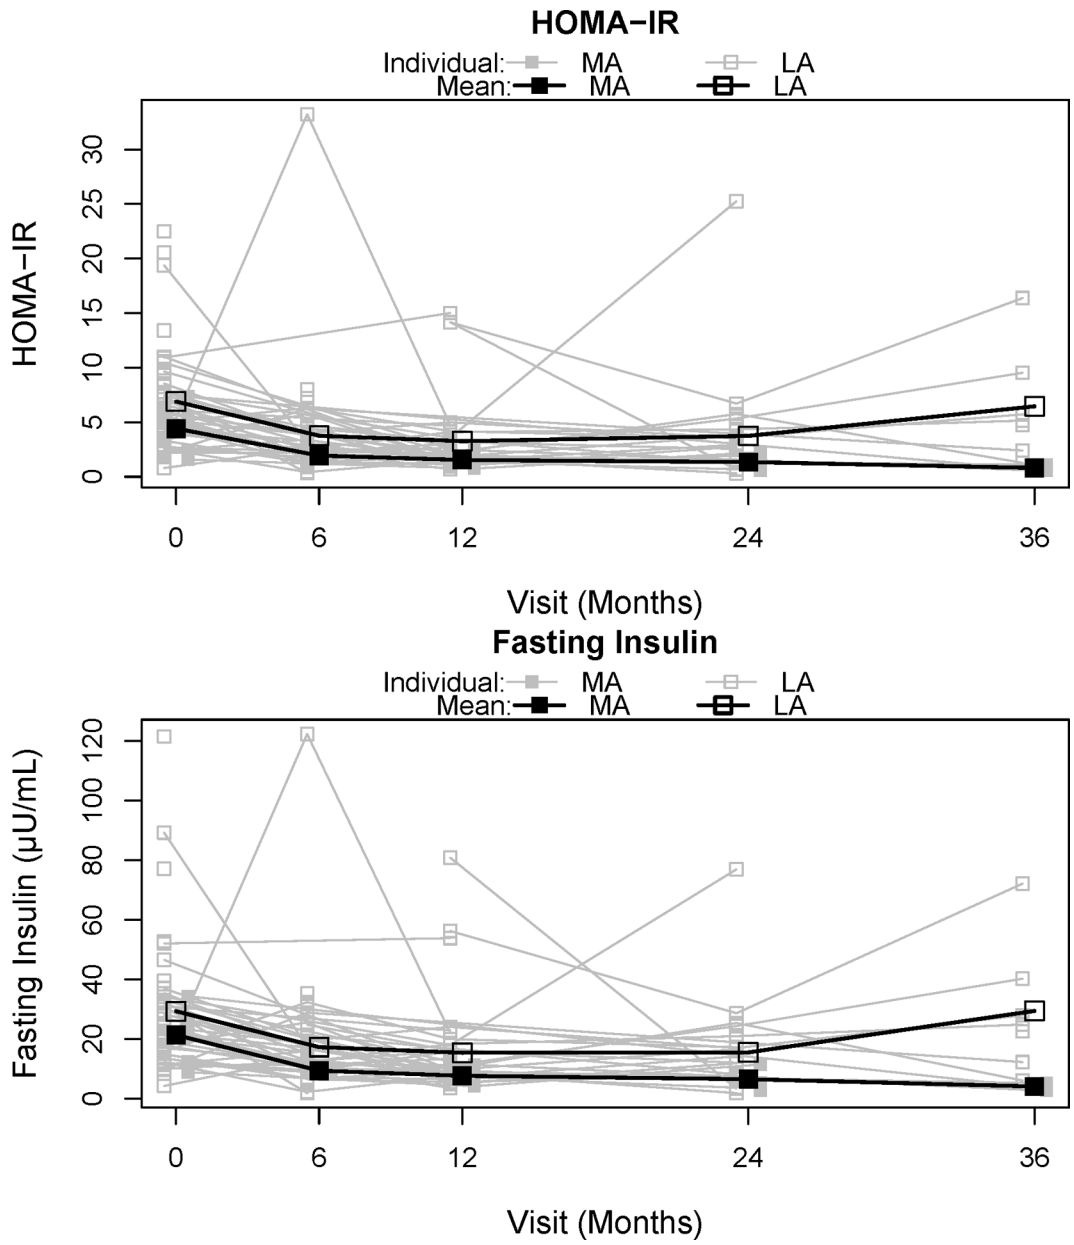 HOMA−IR
Individual: MA LA
Mean: MA LA
HOMA−IR
30
25
20
15
10
5
0
0 6 12 24 36
Visit (Months)
Fasting Insulin
Individual: MA LA
Mean: MA LA
Fasting Insulin (µU/mL)
120
100
80
60
40
20
0
0 6 12 24 36
Visit (Months)